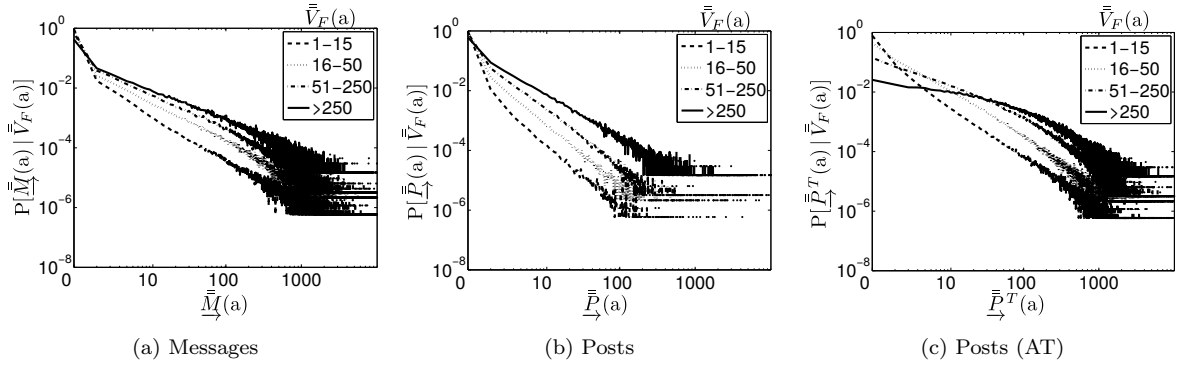 V̿_F(a)
10^0
10^−2
10^−4
10^−6
10^−8
P[M̿→(a) | V̿_F(a)]
1−15
16−50
51−250
>250
0 10 100 1000
M̿→(a)
(a) Messages
V̿_F(a)
10^0
10^−2
10^−4
10^−6
10^−8
P[P̿→(a) | V̿_F(a)]
1−15
16−50
51−250
>250
0 10 100 1000
P̿→(a)
(b) Posts
V̿_F(a)
10^0
10^−2
10^−4
10^−6
10^−8
P[P̿→^T(a) | V̿_F(a)]
1−15
16−50
51−250
>250
0 10 100 1000
P̿→^T(a)
(c) Posts (AT)